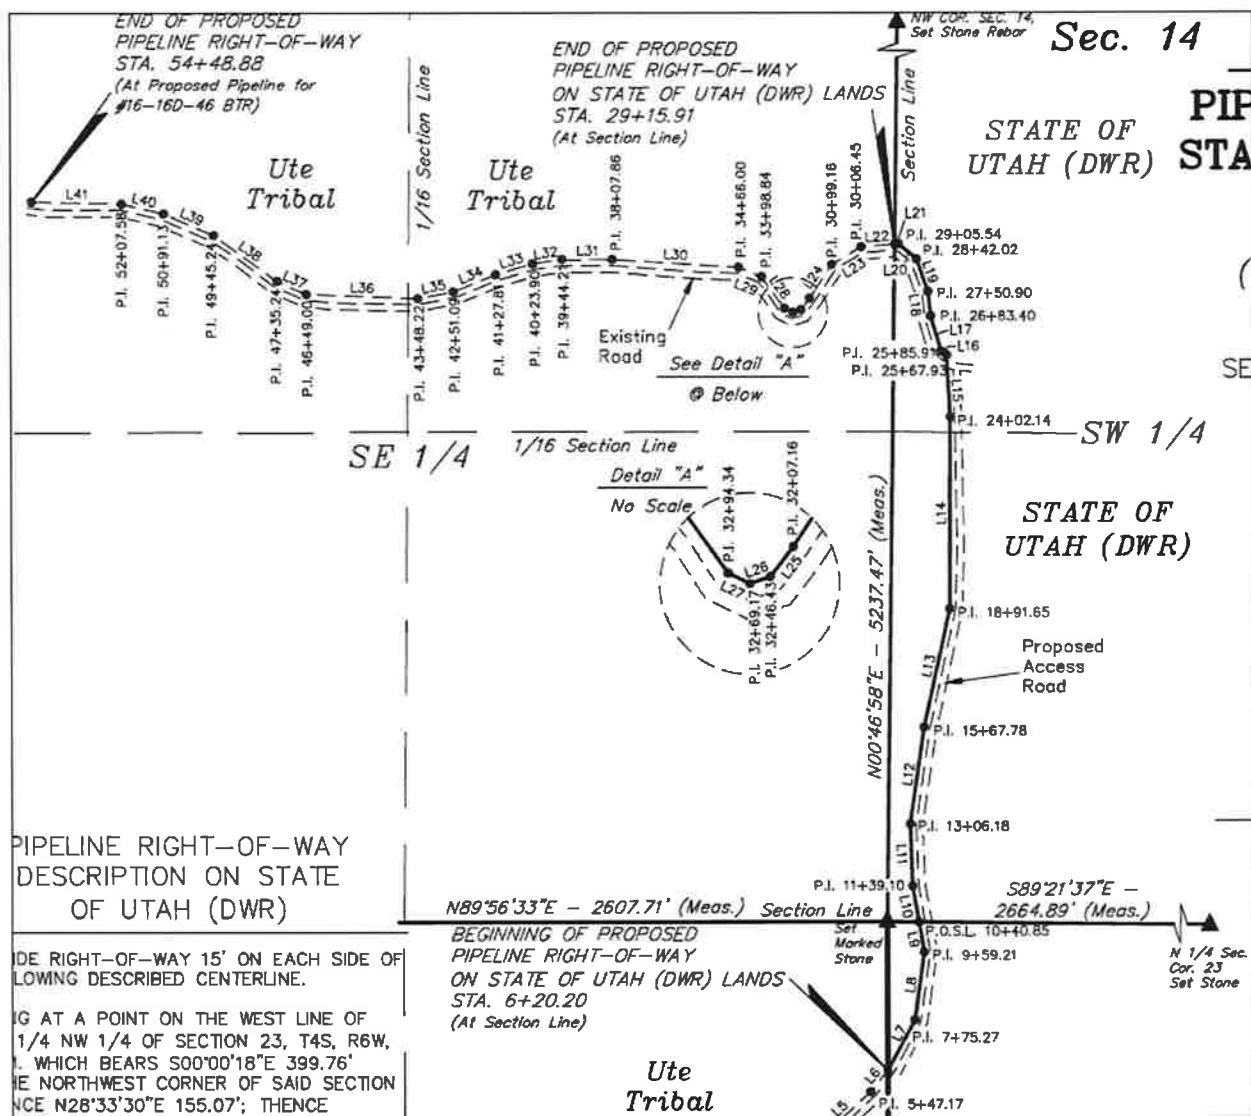 END OF PROPOSED
PIPELINE RIGHT-OF-WAY
STA. 54+48.88
(At Proposed Pipeline for
#16-16D-46 BTR)
1/16 Section Line
END OF PROPOSED
PIPELINE RIGHT-OF-WAY
ON STATE OF UTAH (DWR) LANDS
STA. 29+15.91
(At Section Line)
NW COR. SEC. 14,
Set Stone Rebar
Sec. 14
Section Line
STATE OF
UTAH (DWR)
PIP
STA
(
SE
Ute
Tribal
Ute
Tribal
L41
L40
L39
L38
L37
L36
L35
L34
L33
L32
L31
L30
L29
L28
L24
L23
L22
L21
L20
L19
L18
L17
L16
L15
P.I. 52+07.58
P.I. 50+91.13
P.I. 49+45.24
P.I. 47+35.24
P.I. 46+49.00
P.I. 43+48.22
P.I. 42+51.09
P.I. 41+27.81
P.I. 40+23.90
P.I. 39+44.21
P.I. 38+07.86
P.I. 34+66.00
P.I. 33+98.84
P.I. 30+99.16
P.I. 30+06.45
P.I. 29+05.54
P.I. 28+42.02
P.I. 27+50.90
P.I. 26+83.40
P.I. 25+85.91
P.I. 25+67.93
P.I. 24+02.14
Existing
Road
See Detail "A"
@ Below
SE 1/4
1/16 Section Line
SW 1/4
Detail "A"
No Scale
P.I. 32+94.34
P.I. 32+07.16
L27
L26
L25
P.I. 32+69.17
P.I. 32+46.43
N00°46'58"E - 5237.47' (Meas.)
L14
STATE OF
UTAH (DWR)
P.I. 18+91.65
L13
Proposed
Access
Road
P.I. 15+67.78
L12
P.I. 13+06.18
L11
P.I. 11+39.10
L10
S89°21'37"E -
2664.89' (Meas.)
N89°56'33"E - 2607.71' (Meas.) Section Line
Set
Marked
Stone
P.O.S.L. 10+40.85
L9
P.I. 9+59.21
N 1/4 Sec.
Cor. 23
Set Stone
L8
L7
P.I. 7+75.27
L6
L5
P.I. 5+47.17
BEGINNING OF PROPOSED
PIPELINE RIGHT-OF-WAY
ON STATE OF UTAH (DWR) LANDS
STA. 6+20.20
(At Section Line)
Ute
Tribal
PIPELINE RIGHT-OF-WAY
DESCRIPTION ON STATE
OF UTAH (DWR)
IDE RIGHT-OF-WAY 15' ON EACH SIDE OF
LOWING DESCRIBED CENTERLINE.
IG AT A POINT ON THE WEST LINE OF
1/4 NW 1/4 OF SECTION 23, T4S, R6W,
WHICH BEARS S00°00'18"E 399.76'
E NORTHWEST CORNER OF SAID SECTION
NCE N28°33'30"E 155.07'; THENCE